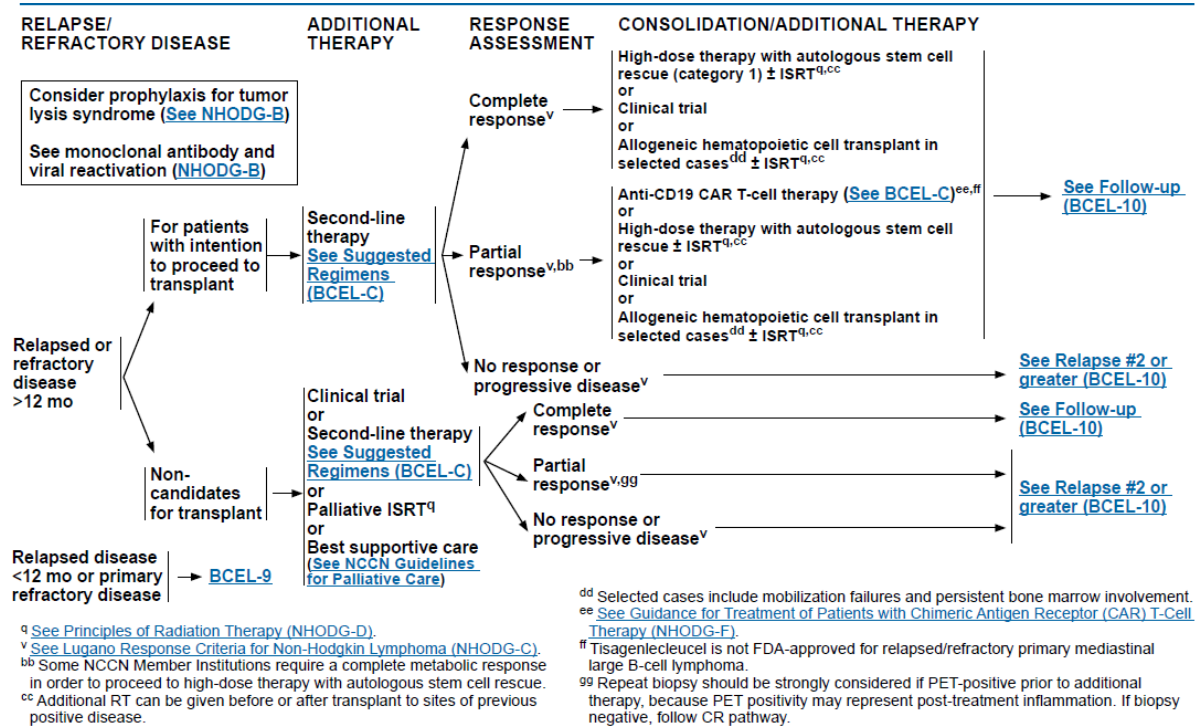 RELAPSE/
REFRACTORY DISEASE
ADDITIONAL
THERAPY
RESPONSE
ASSESSMENT
CONSOLIDATION/ADDITIONAL THERAPY
Consider prophylaxis for tumor
lysis syndrome (See NHODG-B)
See monoclonal antibody and
viral reactivation (NHODG-B)
Relapsed or
refractory
disease
>12 mo
For patients
with intention
to proceed to
transplant
Second-line
therapy
See Suggested
Regimens
(BCEL-C)
Complete
response^v
High-dose therapy with autologous stem cell
rescue (category 1) ± ISRT^q,cc
or
Clinical trial
or
Allogeneic hematopoietic cell transplant in
selected cases^dd ± ISRT^q,cc
Partial
response^v,bb
Anti-CD19 CAR T-cell therapy (See BCEL-C)^ee,ff
or
High-dose therapy with autologous stem cell
rescue ± ISRT^q,cc
or
Clinical trial
or
Allogeneic hematopoietic cell transplant in
selected cases^dd ± ISRT^q,cc
See Follow-up
(BCEL-10)
No response or
progressive disease^v
See Relapse #2 or
greater (BCEL-10)
Non-
candidates
for transplant
Clinical trial
or
Second-line therapy
See Suggested
Regimens (BCEL-C)
or
Palliative ISRT^q
or
Best supportive care
(See NCCN Guidelines
for Palliative Care)
Complete
response^v
See Follow-up
(BCEL-10)
Partial
response^v,gg
No response or
progressive disease^v
See Relapse #2 or
greater (BCEL-10)
Relapsed disease
<12 mo or primary
refractory disease
BCEL-9
q See Principles of Radiation Therapy (NHODG-D).
v See Lugano Response Criteria for Non-Hodgkin Lymphoma (NHODG-C).
bb Some NCCN Member Institutions require a complete metabolic response
in order to proceed to high-dose therapy with autologous stem cell rescue.
cc Additional RT can be given before or after transplant to sites of previous
positive disease.
dd Selected cases include mobilization failures and persistent bone marrow involvement.
ee See Guidance for Treatment of Patients with Chimeric Antigen Receptor (CAR) T-Cell
Therapy (NHODG-F).
ff Tisagenlecleucel is not FDA-approved for relapsed/refractory primary mediastinal
large B-cell lymphoma.
gg Repeat biopsy should be strongly considered if PET-positive prior to additional
therapy, because PET positivity may represent post-treatment inflammation. If biopsy
negative, follow CR pathway.